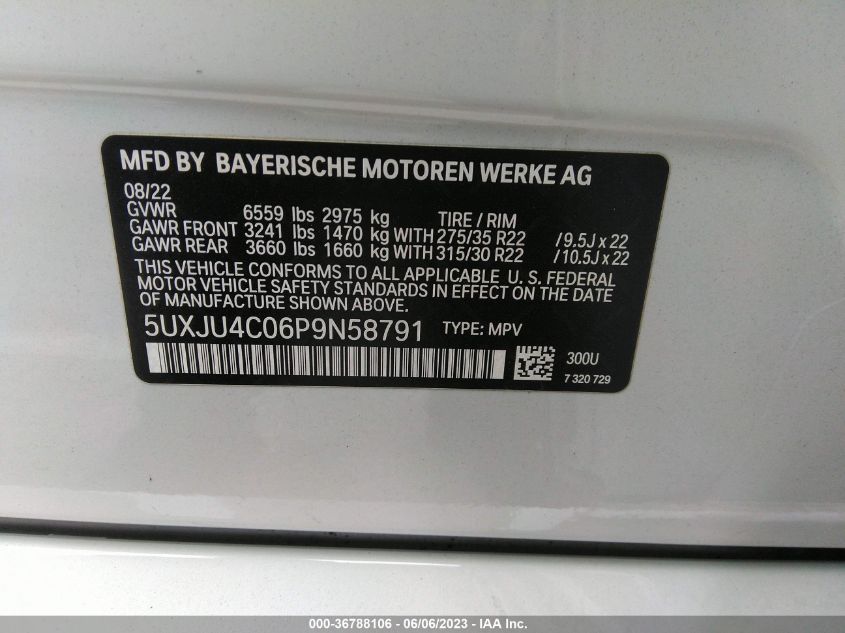 MFD BY BAYERISCHE MOTOREN WERKE AG
08/22
GVWR 6559 lbs 2975 kg TIRE / RIM
GAWR FRONT 3241 lbs 1470 kg WITH 275/35 R22 /9.5J x 22
GAWR REAR 3660 lbs 1660 kg WITH 315/30 R22 /10.5J x 22
THIS VEHICLE CONFORMS TO ALL APPLICABLE U. S. FEDERAL
MOTOR VEHICLE SAFETY STANDARDS IN EFFECT ON THE DATE
OF MANUFACTURE SHOWN ABOVE.
5UXJU4C06P9N58791 TYPE: MPV
300U
7 320 729
000-36788106 - 06/06/2023 - IAA Inc.